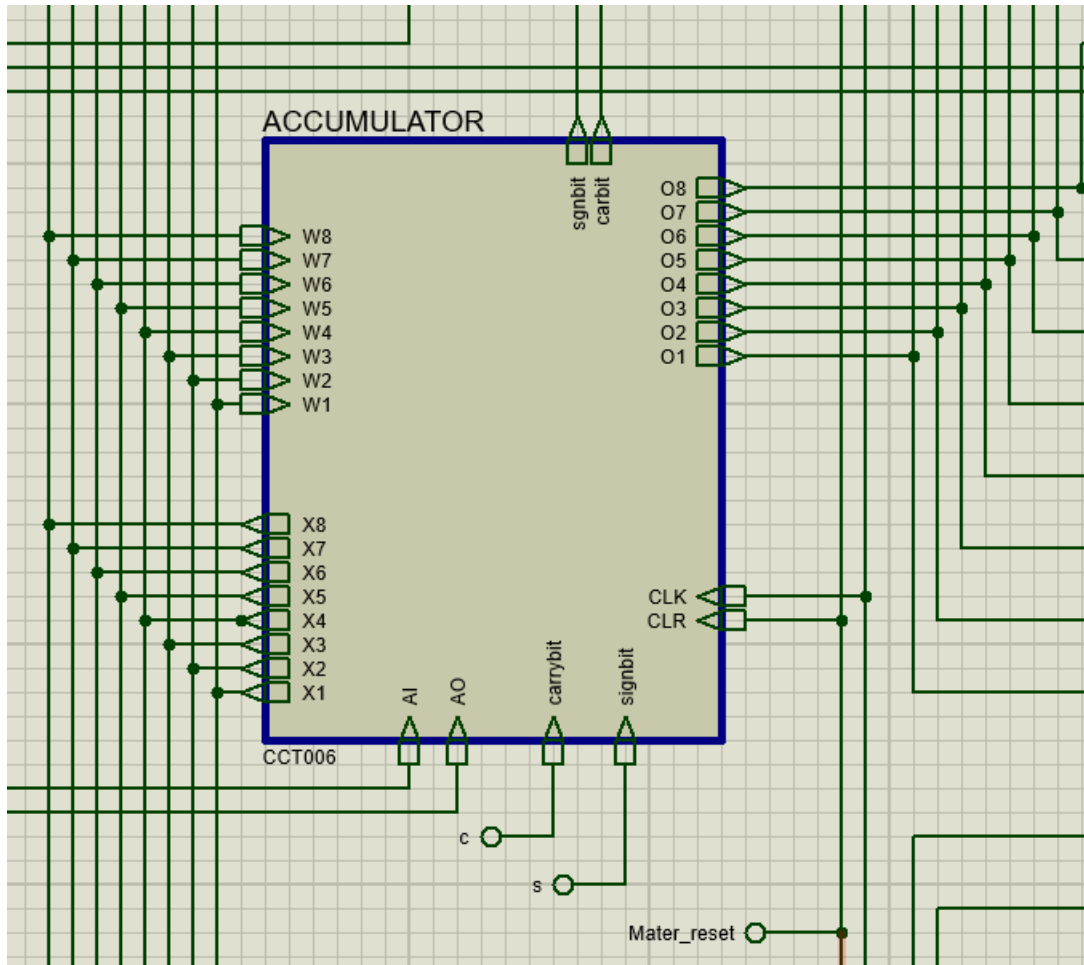 ACCUMULATOR
sgnbit
carbit
W8
W7
W6
W5
W4
W3
W2
W1
O8
O7
O6
O5
O4
O3
O2
O1
X8
X7
X6
X5
X4
X3
X2
X1
CLK
CLR
AI
AO
carrybit
signbit
CCT006
c
s
Mater_reset